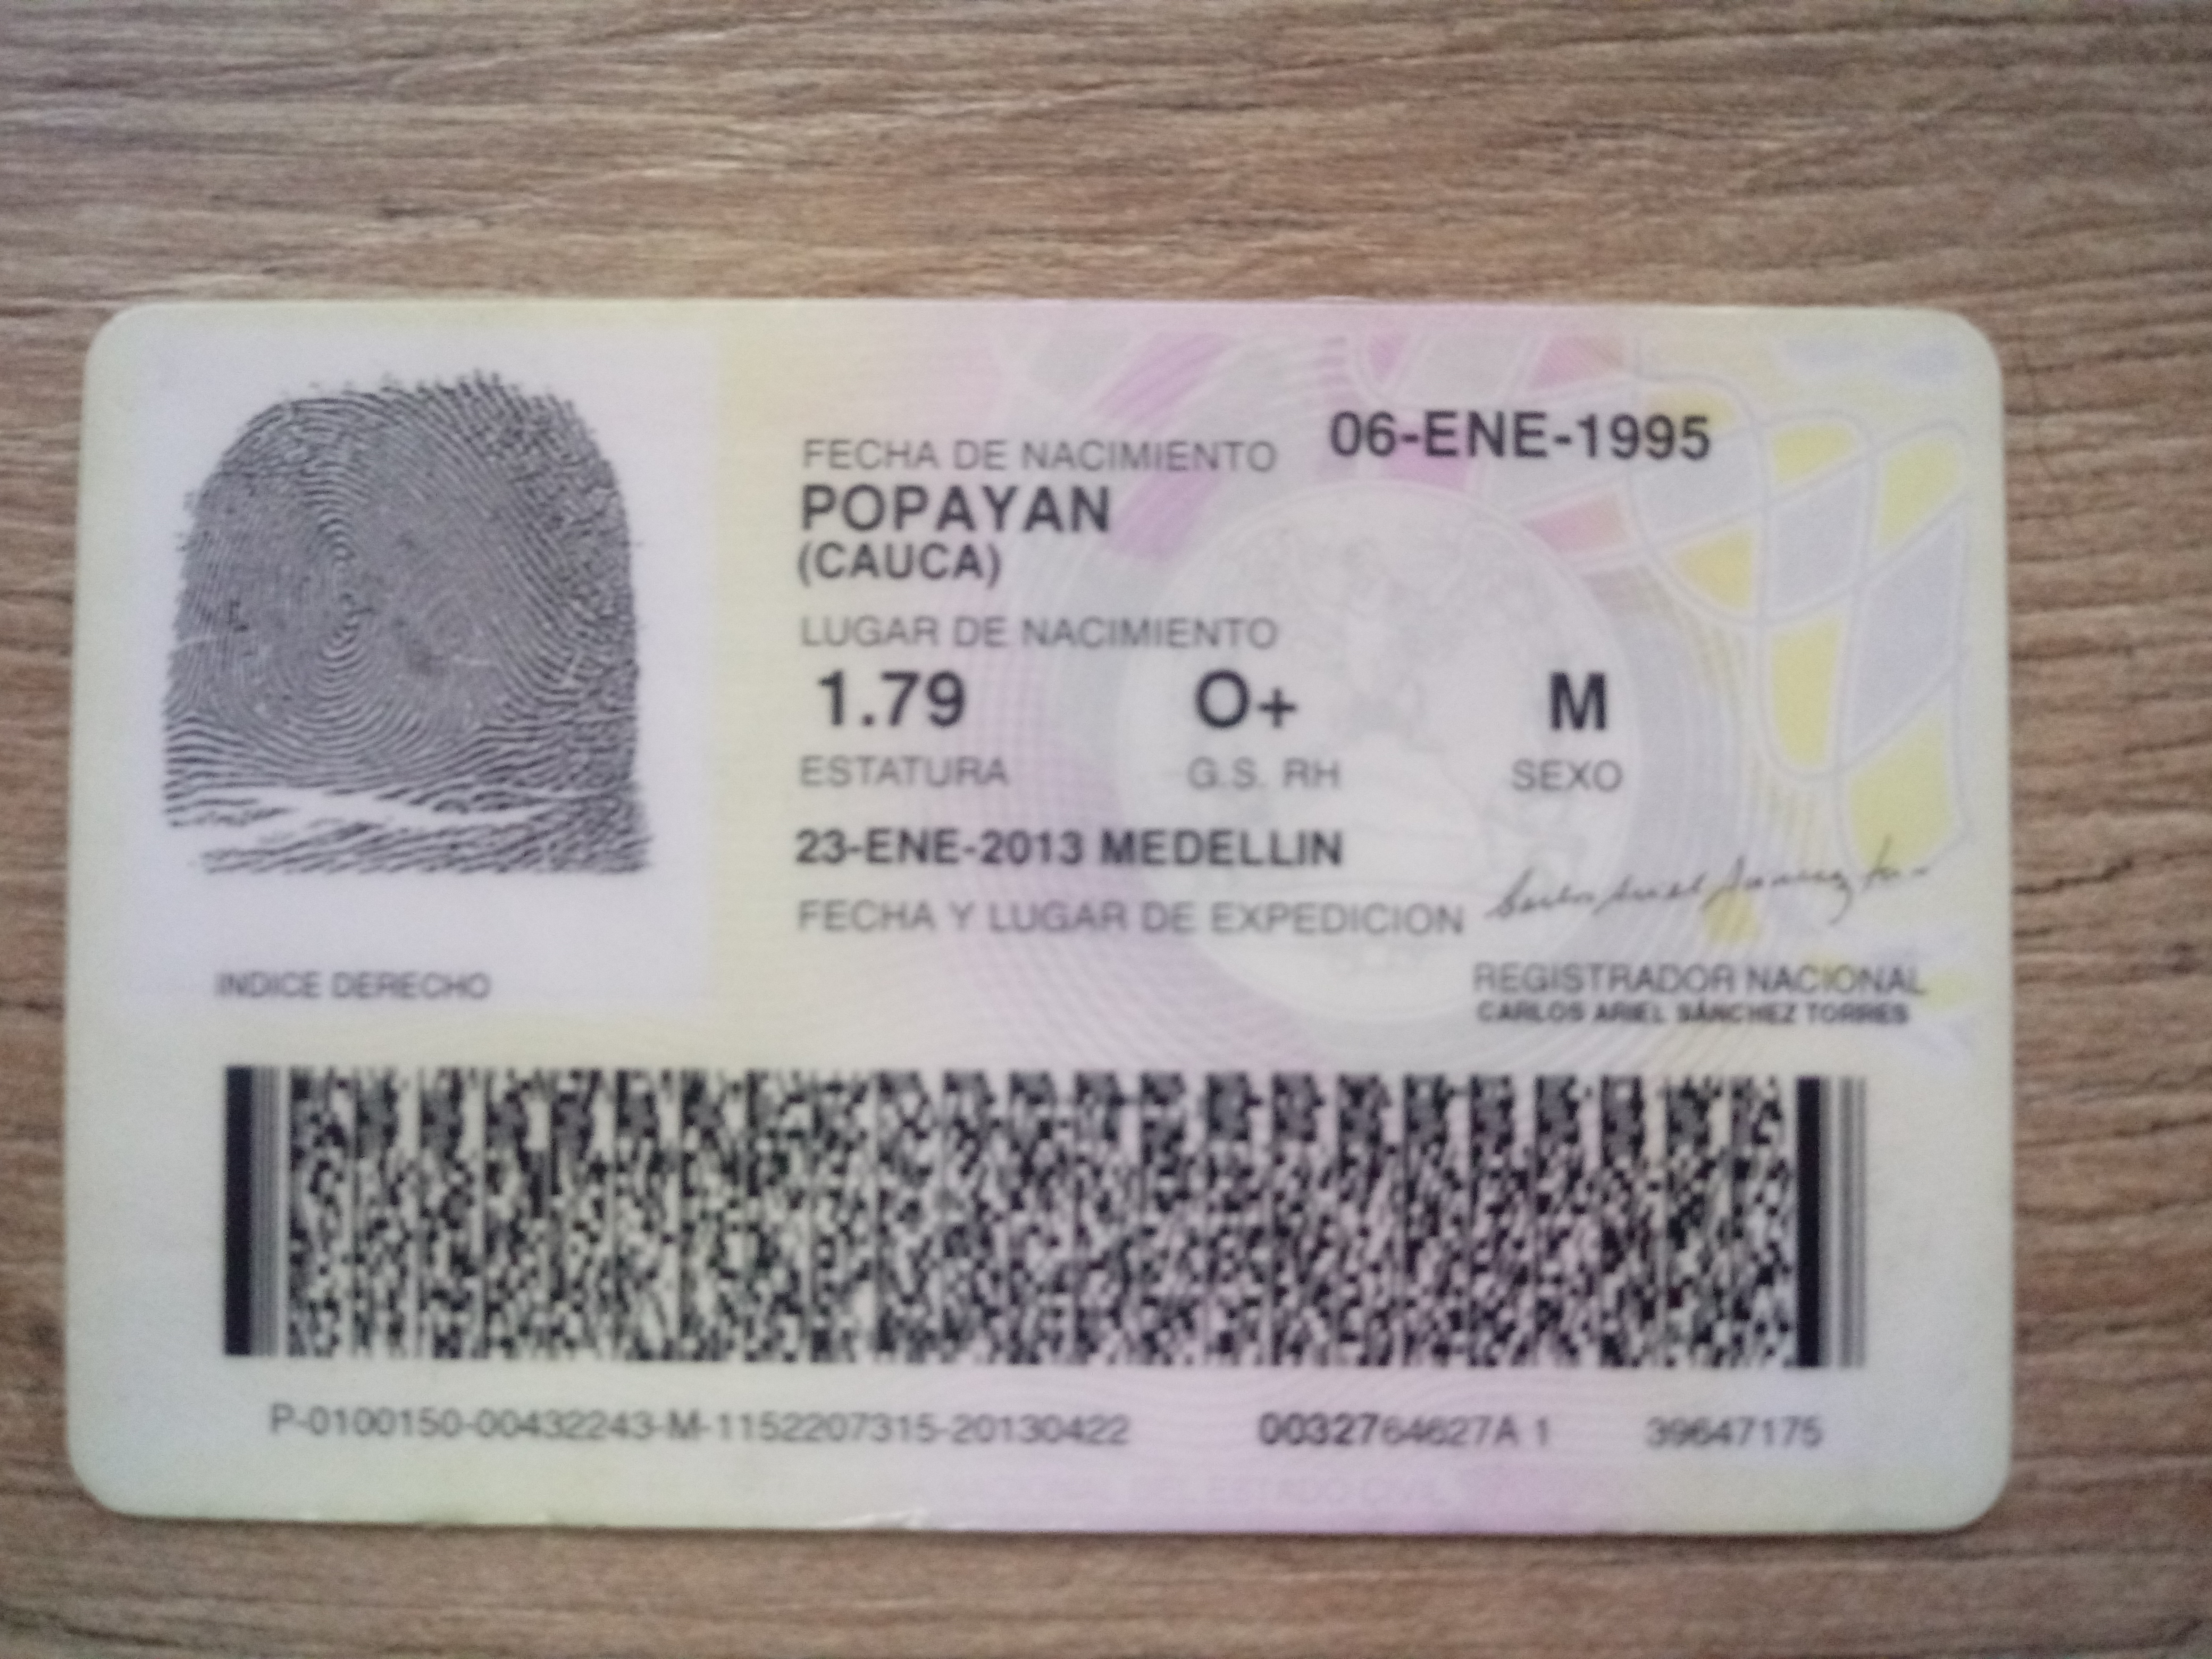 06-ENE-1995
FECHA DE NACIMIENTO
POPAYAN
(CAUCA)
LUGAR DE NACIMIENTO
1.79 O+ M
ESTATURA G.S. RH SEXO
23-ENE-2013 MEDELLIN
FECHA Y LUGAR DE EXPEDICION
INDICE DERECHO
REGISTRADOR NACIONAL
CARLOS ARIEL SÁNCHEZ TORRES
P-0100150-00432243-M-1152207315-20130422 0032764627A 1 39647175